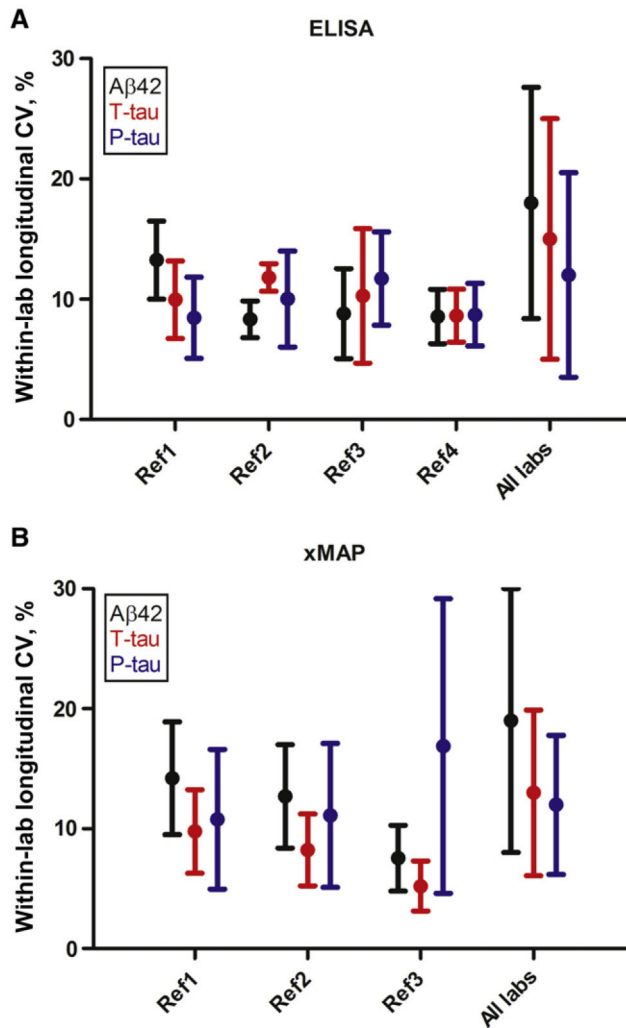 A
ELISA
Within-lab longitudinal CV, %
30
20
10
0
Aβ42
T-tau
P-tau
Ref1
Ref2
Ref3
Ref4
All labs
B
xMAP
Within-lab longitudinal CV, %
30
20
10
0
Aβ42
T-tau
P-tau
Ref1
Ref2
Ref3
All labs